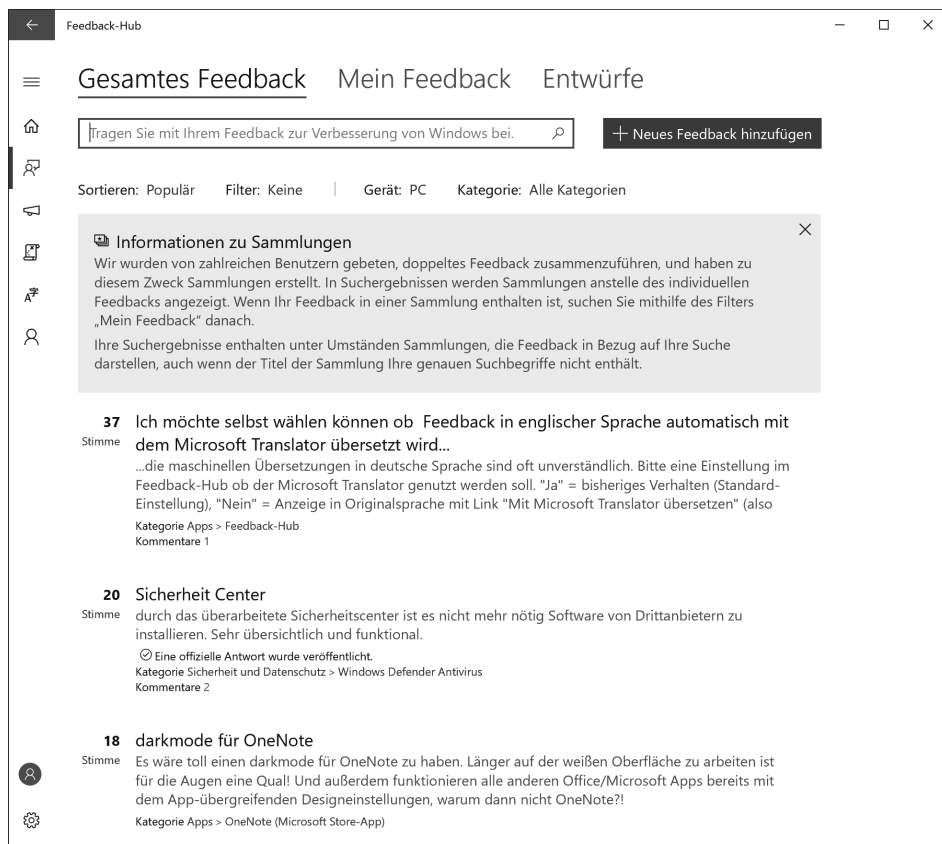 Feedback-Hub
Gesamtes Feedback Mein Feedback Entwürfe
Tragen Sie mit Ihrem Feedback zur Verbesserung von Windows bei.
Neues Feedback hinzufügen
Sortieren: Populär Filter: Keine Gerät: PC Kategorie: Alle Kategorien
Informationen zu Sammlungen
Wir wurden von zahlreichen Benutzern gebeten, doppeltes Feedback zusammenzuführen, und haben zu
diesem Zweck Sammlungen erstellt. In Suchergebnissen werden Sammlungen anstelle des individuellen
Feedbacks angezeigt. Wenn Ihr Feedback in einer Sammlung enthalten ist, suchen Sie mithilfe des Filters
„Mein Feedback“ danach.
Ihre Suchergebnisse enthalten unter Umständen Sammlungen, die Feedback in Bezug auf Ihre Suche
darstellen, auch wenn der Titel der Sammlung Ihre genauen Suchbegriffe nicht enthält.
37 Ich möchte selbst wählen können ob  Feedback in englischer Sprache automatisch mit
Stimme dem Microsoft Translator übersetzt wird...
...die maschinellen Übersetzungen in deutsche Sprache sind oft unverständlich. Bitte eine Einstellung im
Feedback-Hub ob der Microsoft Translator genutzt werden soll. "Ja" = bisheriges Verhalten (Standard-
Einstellung), "Nein" = Anzeige in Originalsprache mit Link "Mit Microsoft Translator übersetzen" (also
Kategorie Apps > Feedback-Hub
Kommentare 1
20 Sicherheit Center
Stimme durch das überarbeitete Sicherheitscenter ist es nicht mehr nötig Software von Drittanbietern zu
installieren. Sehr übersichtlich und funktional.
Eine offizielle Antwort wurde veröffentlicht.
Kategorie Sicherheit und Datenschutz > Windows Defender Antivirus
Kommentare 2
18 darkmode für OneNote
Stimme Es wäre toll einen darkmode für OneNote zu haben. Länger auf der weißen Oberfläche zu arbeiten ist
für die Augen eine Qual! Und außerdem funktionieren alle anderen Office/Microsoft Apps bereits mit
dem App-übergreifenden Designeinstellungen, warum dann nicht OneNote?!
Kategorie Apps > OneNote (Microsoft Store-App)